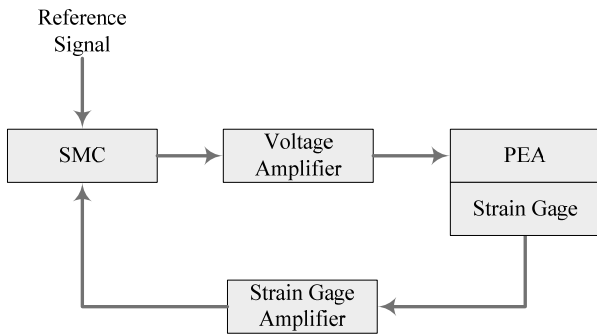 Reference
Signal
SMC
Voltage
Amplifier
PEA
Strain Gage
Strain Gage
Amplifier